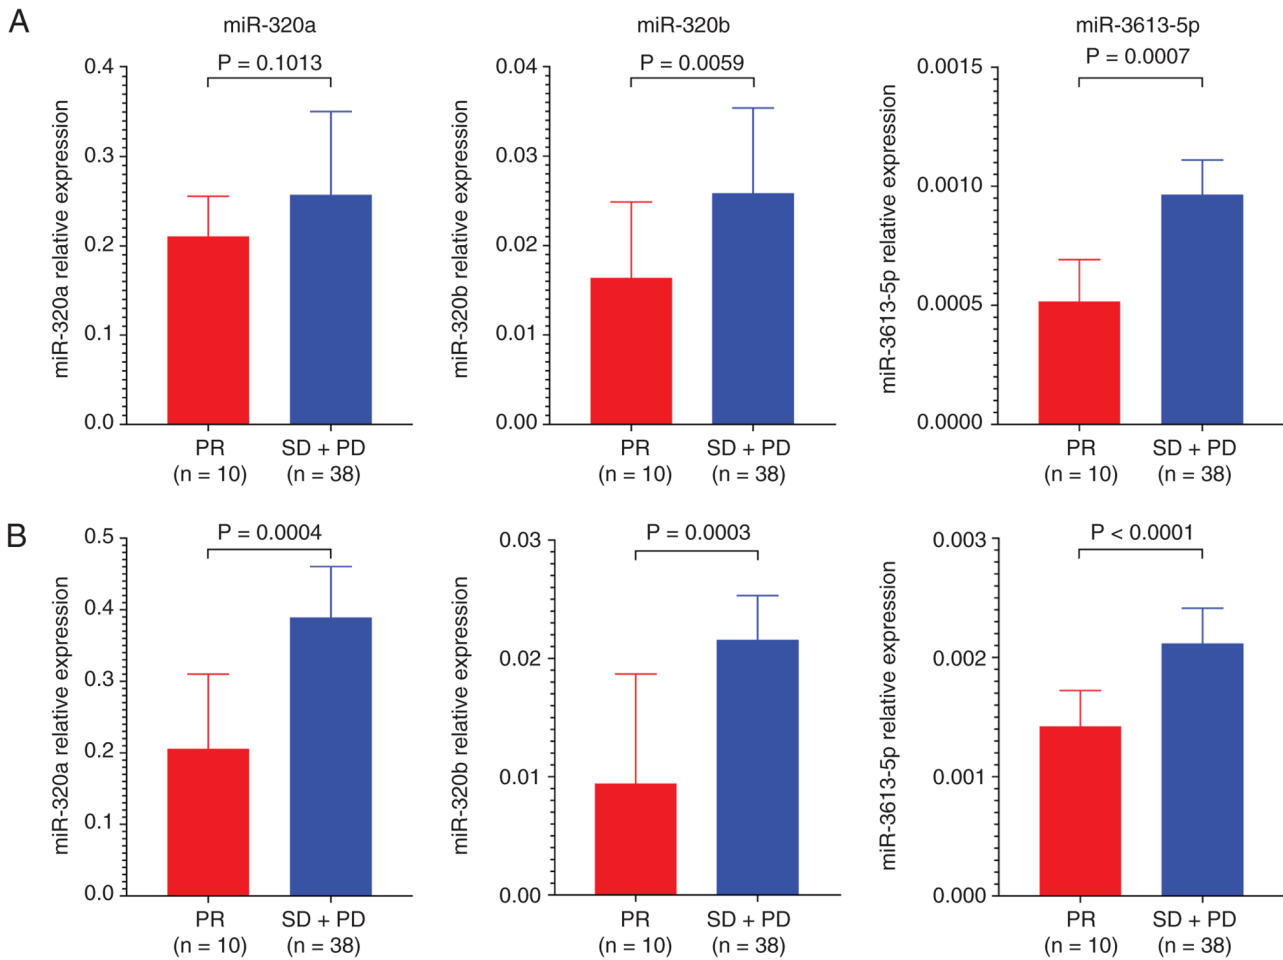 A
miR-320a
miR-320b
miR-3613-5p
miR-320a relative expression
0.4
0.3
0.2
0.1
0.0
P = 0.1013
PR
(n = 10)
SD + PD
(n = 38)
miR-320b relative expression
0.04
0.03
0.02
0.01
0.00
P = 0.0059
PR
(n = 10)
SD + PD
(n = 38)
miR-3613-5p relative expression
0.0015
0.0010
0.0005
0.0000
P = 0.0007
PR
(n = 10)
SD + PD
(n = 38)
B
miR-320a relative expression
0.5
0.4
0.3
0.2
0.1
0.0
P = 0.0004
PR
(n = 10)
SD + PD
(n = 38)
miR-320b relative expression
0.03
0.02
0.01
0.00
P = 0.0003
PR
(n = 10)
SD + PD
(n = 38)
miR-3613-5p relative expression
0.003
0.002
0.001
0.000
P < 0.0001
PR
(n = 10)
SD + PD
(n = 38)